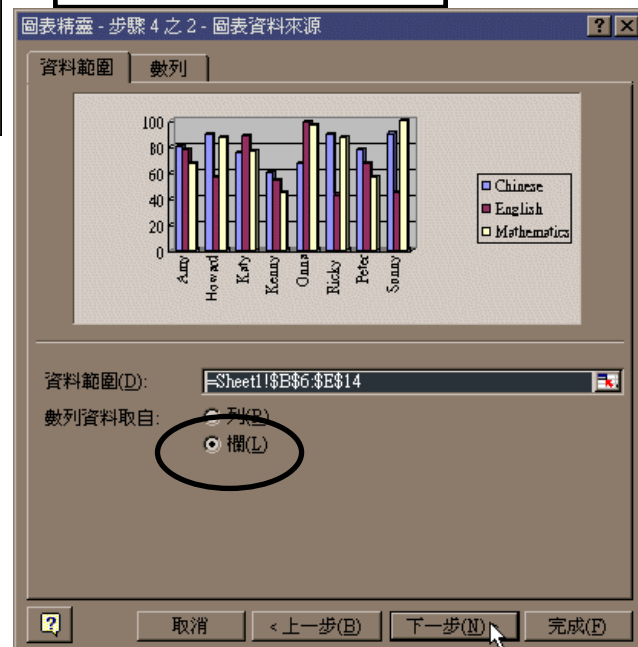 圖表精靈 - 步驟 4 之 2 - 圖表資料來源
資料範圍 數列
100
80
60
40
20
0
Amy Howard Katy Kenny Onna Ricky Peter Sunny
Chinese
English
Mathematics
資料範圍(D): =Sheet1!$B$6:$E$14
數列資料取自: 列(R)
欄(L)
取消 <上一步(B) 下一步(N)> 完成(F)